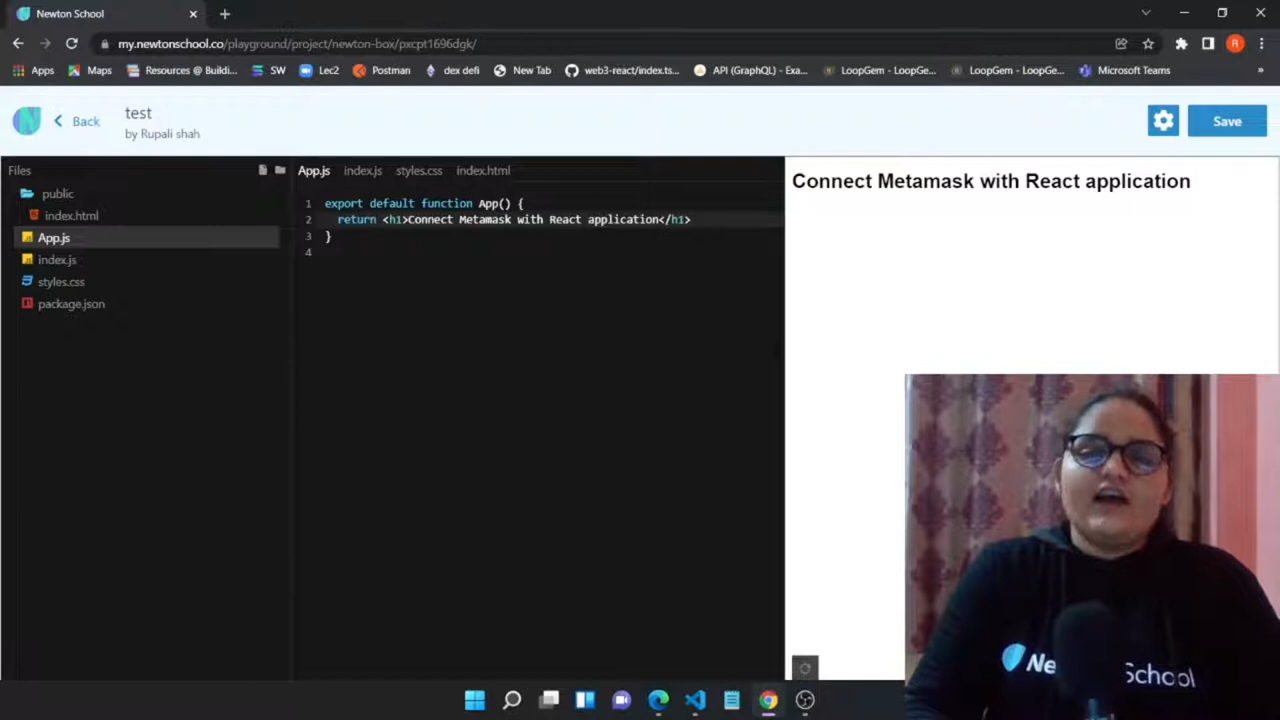 Newton School
my.newtonschool.co/playground/project/newton-box/pxcpt1696dgk/
R
Apps Maps Resources @ Buildi... SW Lec2 Postman dex defi New Tab web3-react/index.ts... API (GraphQL) - Exa... LoopGem - LoopGe... LoopGem - LoopGe... Microsoft Teams »
Back
test
by Rupali shah
Save
Files
public
index.html
App.js
index.js
styles.css
package.json
App.js index.js styles.css index.html
1 export default function App() {
2 return <h1>Connect Metamask with React application</h1>
3 }
4
Connect Metamask with React application
School